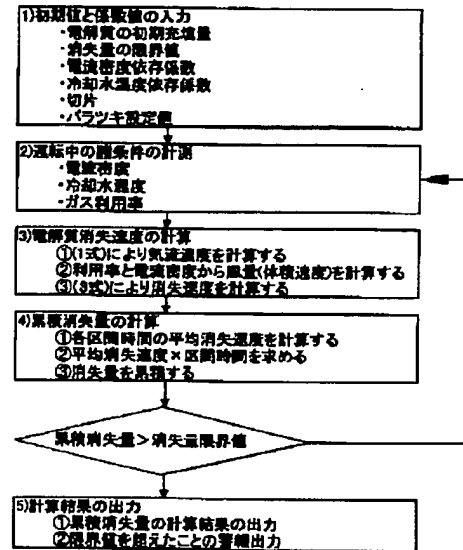 1)初期値と係数値の入力
・電解質の初期充填量
・消失量の限界値
・電流密度依存係数
・冷却水温度依存係数
・切片
・バラツキ設定値
2)運転中の諸条件の計測
・電流密度
・冷却水温度
・ガス利用率
3)電解質消失速度の計算
①(1式)により気流速度を計算する
②利用率と電流密度から風量(体積速度)を計算する
③(3式)により消失速度を計算する
4)累積消失量の計算
①各区間時間の平均消失速度を計算する
②平均消失速度×区間時間を求める
③消失量を累積する
累積消失量>消失量限界値
5)計算結果の出力
①累積消失量の計算結果の出力
②限界値を超えたことの警報出力